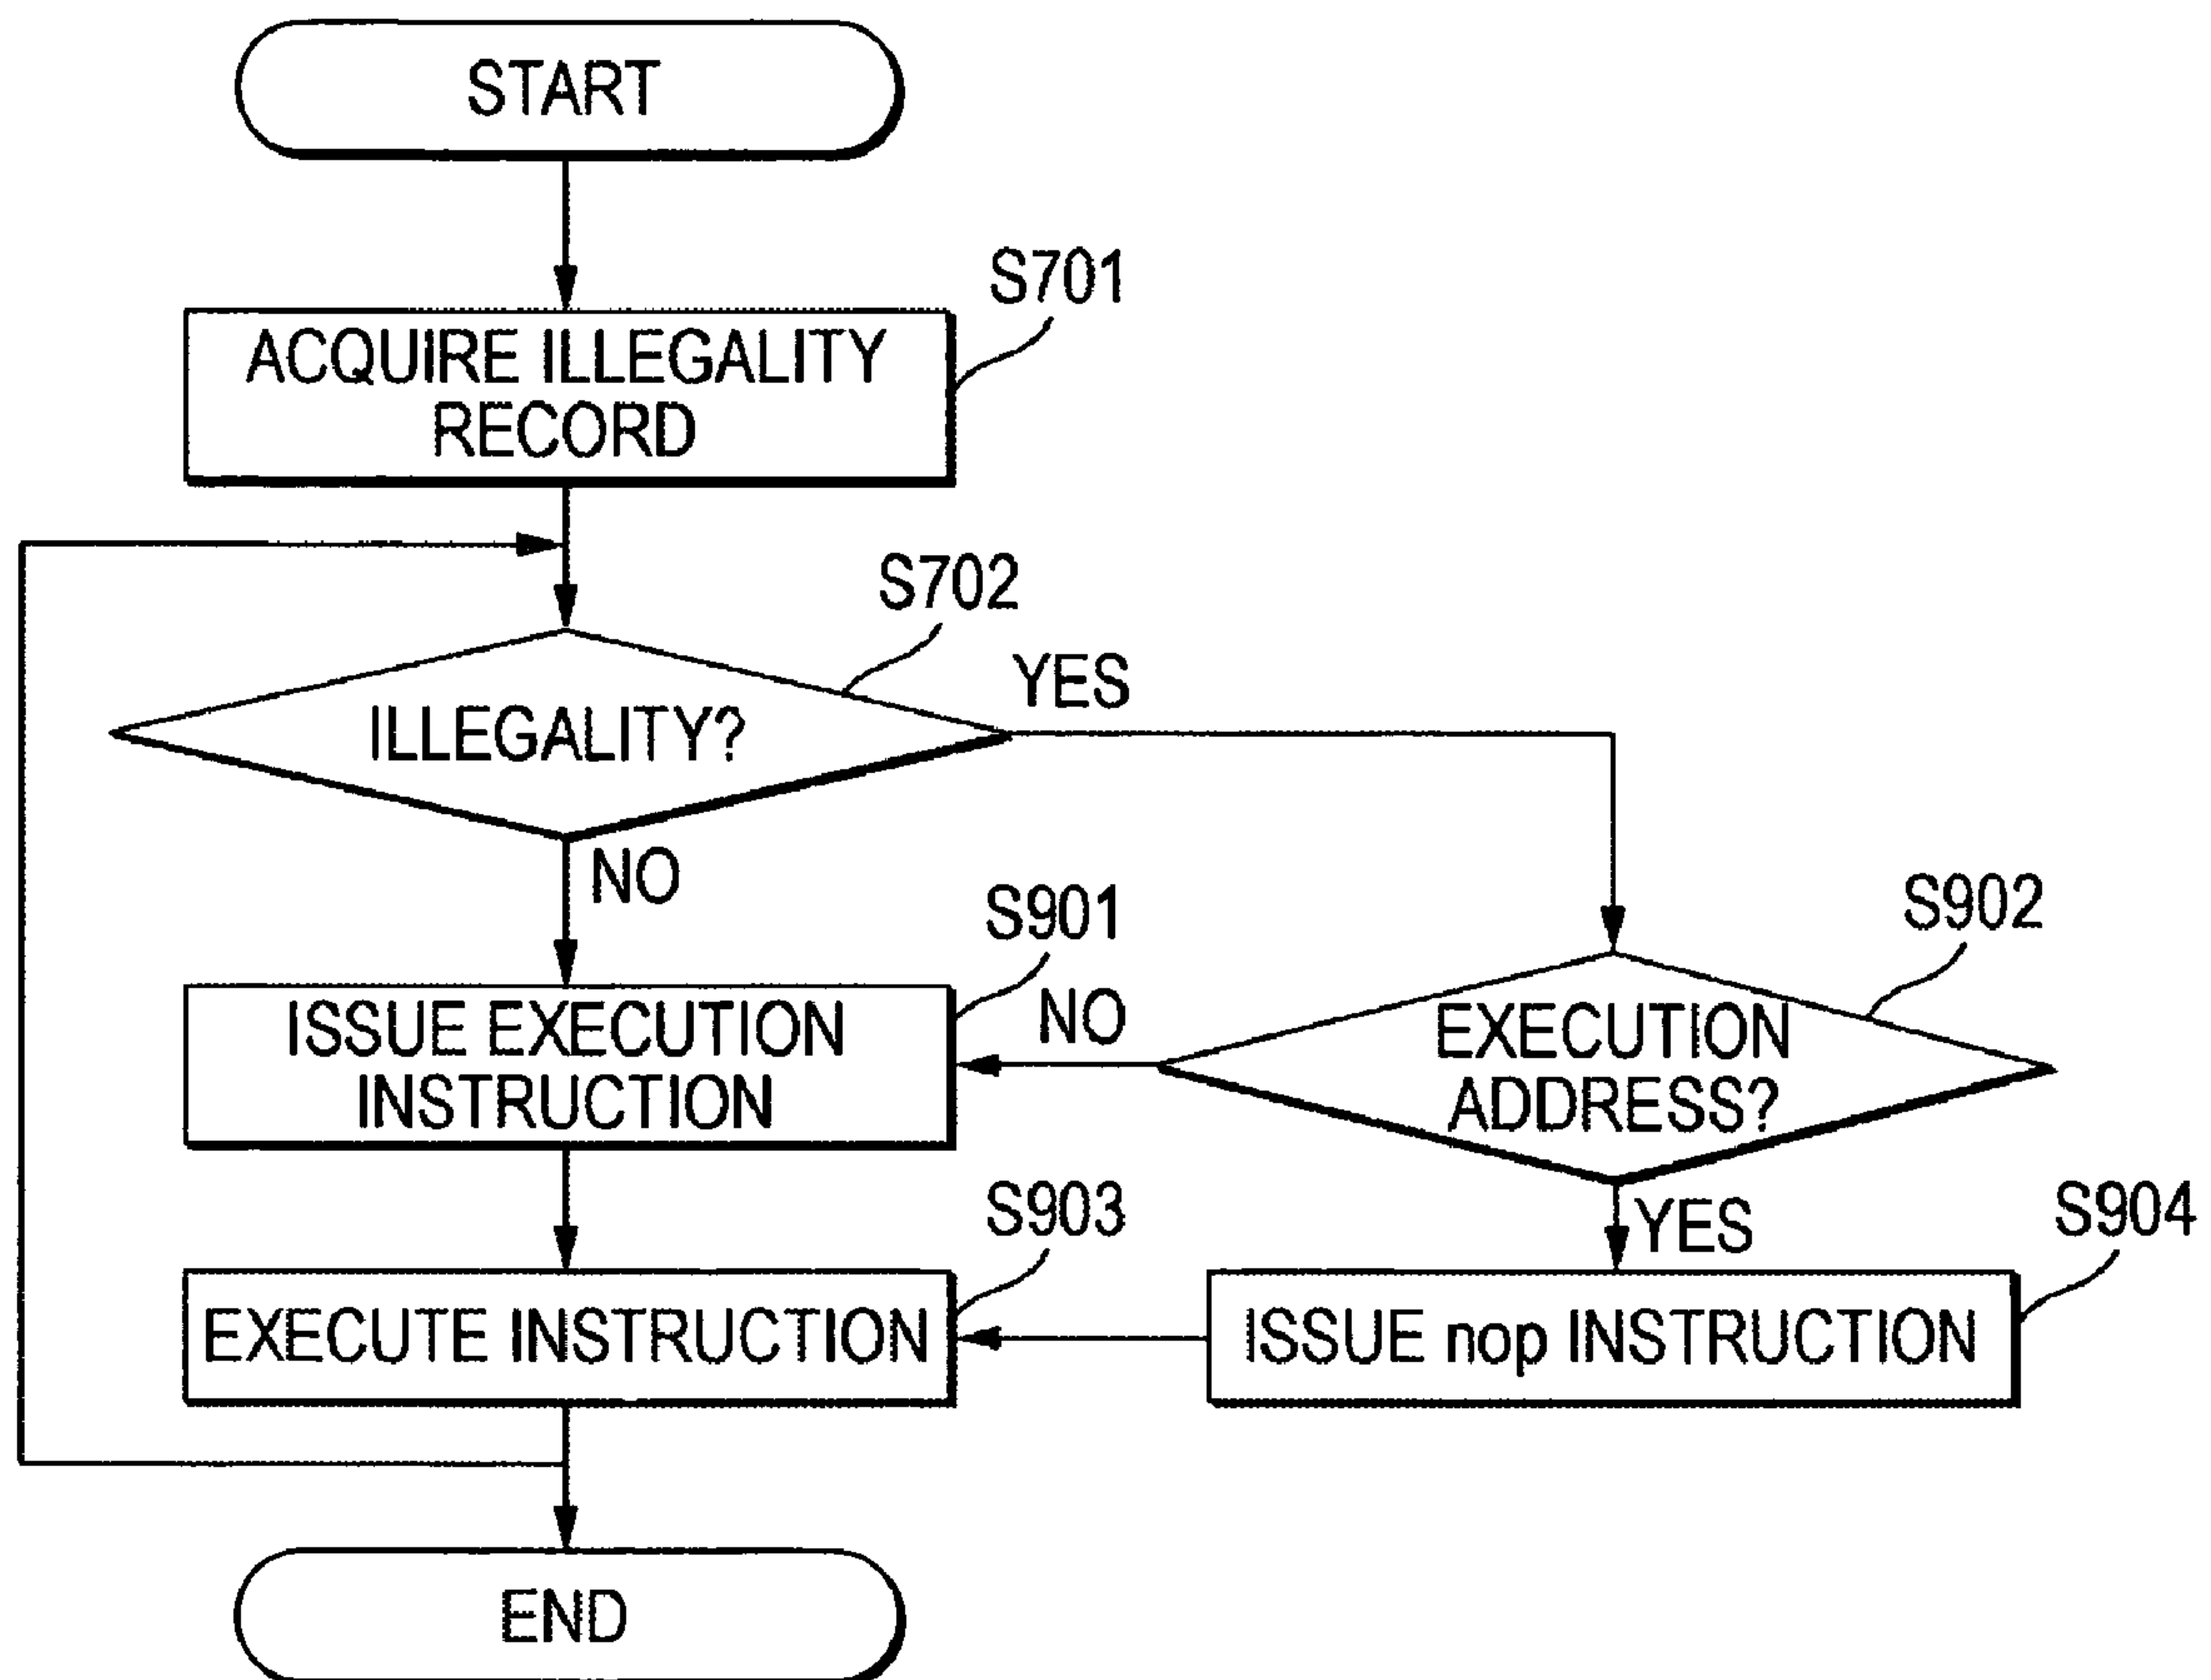 START
S701
ACQUIRE ILLEGALITY
RECORD
S702
YES
ILLEGALITY?
NO
S901
S902
ISSUE EXECUTION
INSTRUCTION
NO
EXECUTION
ADDRESS?
S903
YES
S904
EXECUTE INSTRUCTION
ISSUE nop INSTRUCTION
END